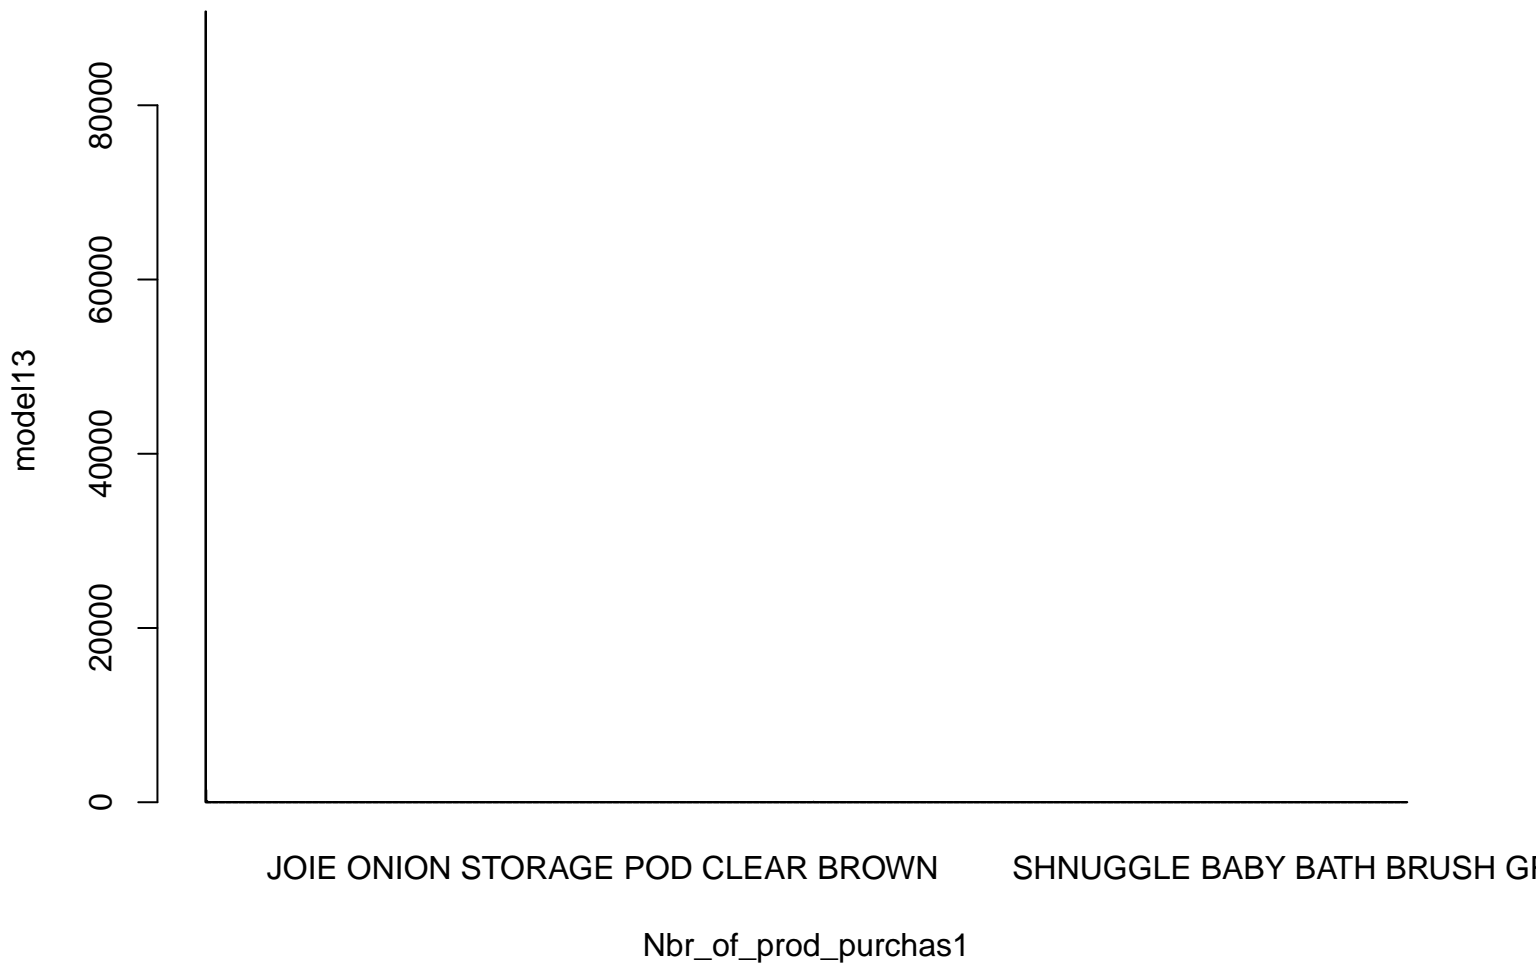 model13
80000
60000
40000
20000
0
JOIE ONION STORAGE POD CLEAR BROWN
SHNUGGLE BABY BATH BRUSH
Nbr_of_prod_purchas1